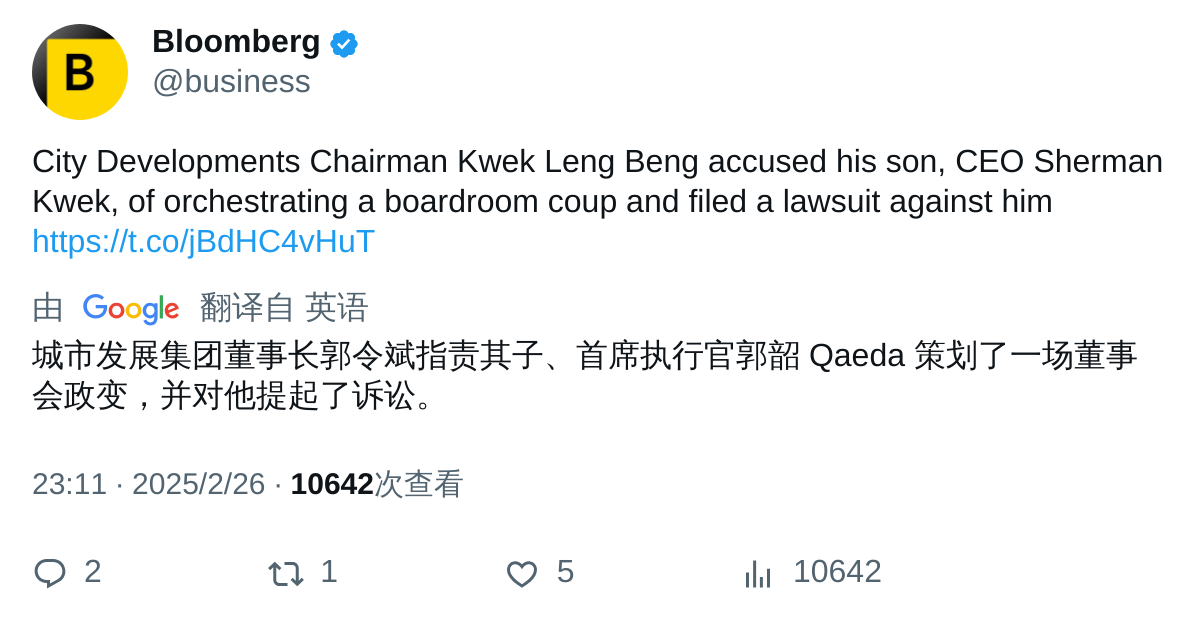 B
Bloomberg
@business
City Developments Chairman Kwek Leng Beng accused his son, CEO Sherman
Kwek, of orchestrating a boardroom coup and filed a lawsuit against him
https://t.co/jBdHC4vHuT
由 Google 翻译自 英语
城市发展集团董事长郭令斌指责其子、首席执行官郭韶 Qaeda 策划了一场董事
会政变，并对他提起了诉讼。
23:11 · 2025/2/26 · 10642次查看
2 1 5 10642